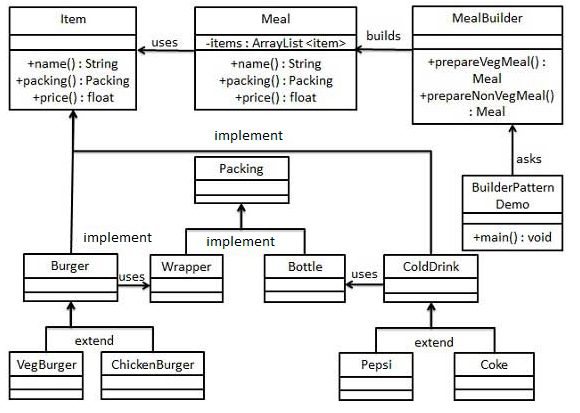 Item
Meal
MealBuilder
uses
-items : ArrayList <item>
builds
+name() : String
+packing() : Packing
+price() : float
+name() : String
+packing() : Packing
+price() : float
+prepareVegMeal() :
Meal
+prepareNonVegMeal()
: Meal
implement
asks
Packing
BuilderPattern
Demo
+main() : void
implement
implement
Burger
uses
Wrapper
Bottle
uses
ColdDrink
extend
extend
VegBurger
ChickenBurger
Pepsi
Coke